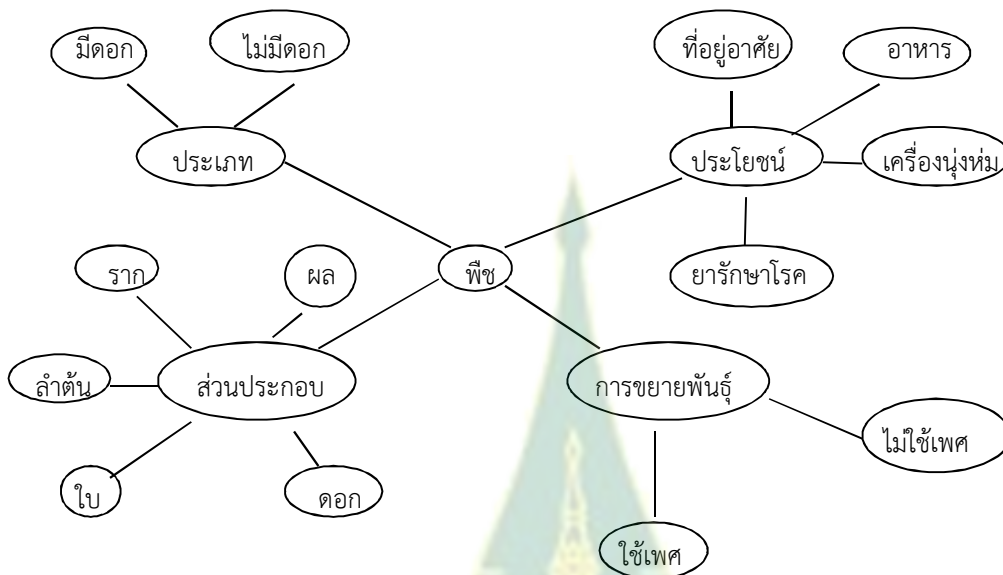 มีดอก
ไม่มีดอก
ประเภท
ที่อยู่อาศัย
อาหาร
ประโยชน์
เครื่องนุ่งห่ม
ยารักษาโรค
พืช
ราก
ผล
ลำต้น
ส่วนประกอบ
ใบ
ดอก
การขยายพันธุ์
ไม่ใช้เพศ
ใช้เพศ